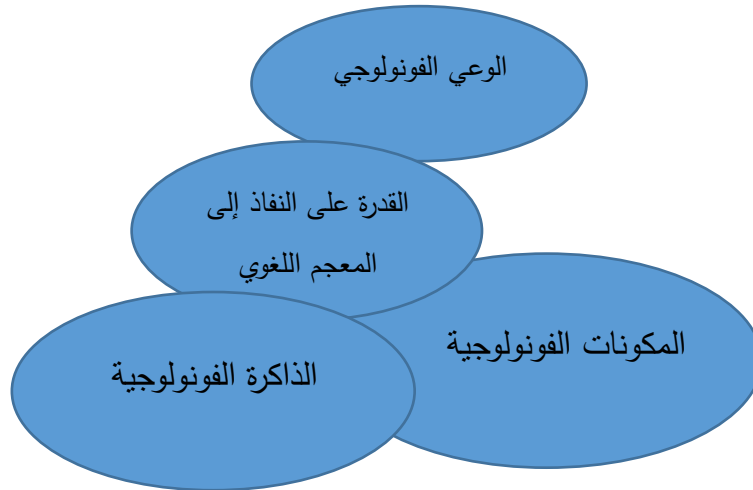 الوعي الفونولوجي
القدرة على النفاذ إلى
المعجم اللغوي
المكونات الفونولوجية
الذاكرة الفونولوجية